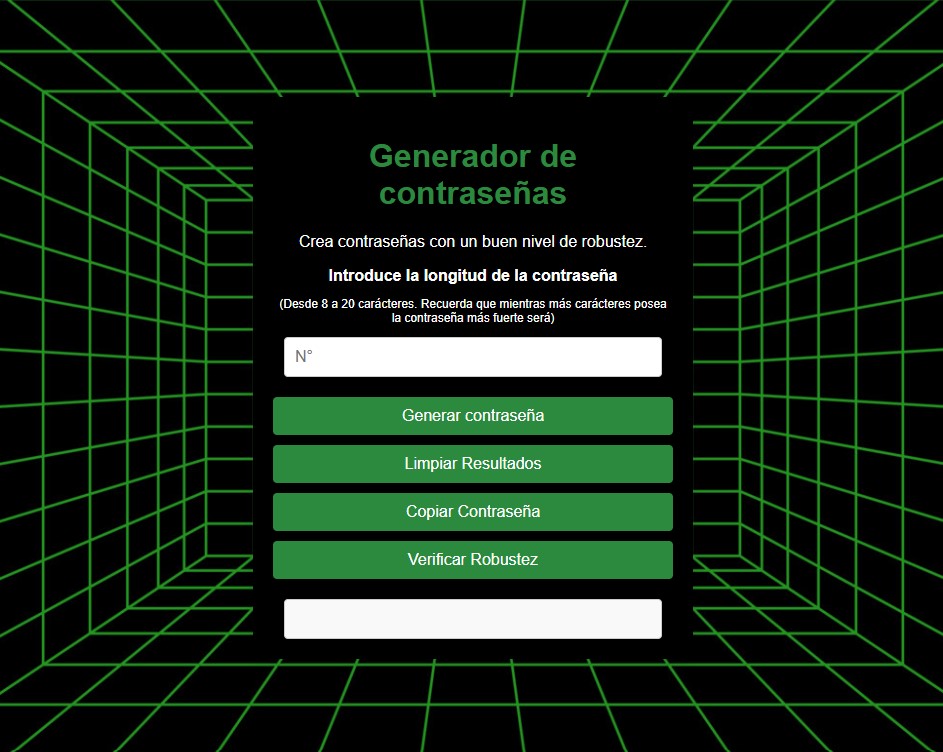 Generador de
contraseñas
Crea contraseñas con un buen nivel de robustez.
Introduce la longitud de la contraseña
(Desde 8 a 20 carácteres. Recuerda que mientras más carácteres posea
la contraseña más fuerte será)
N°
Generar contraseña
Limpiar Resultados
Copiar Contraseña
Verificar Robustez